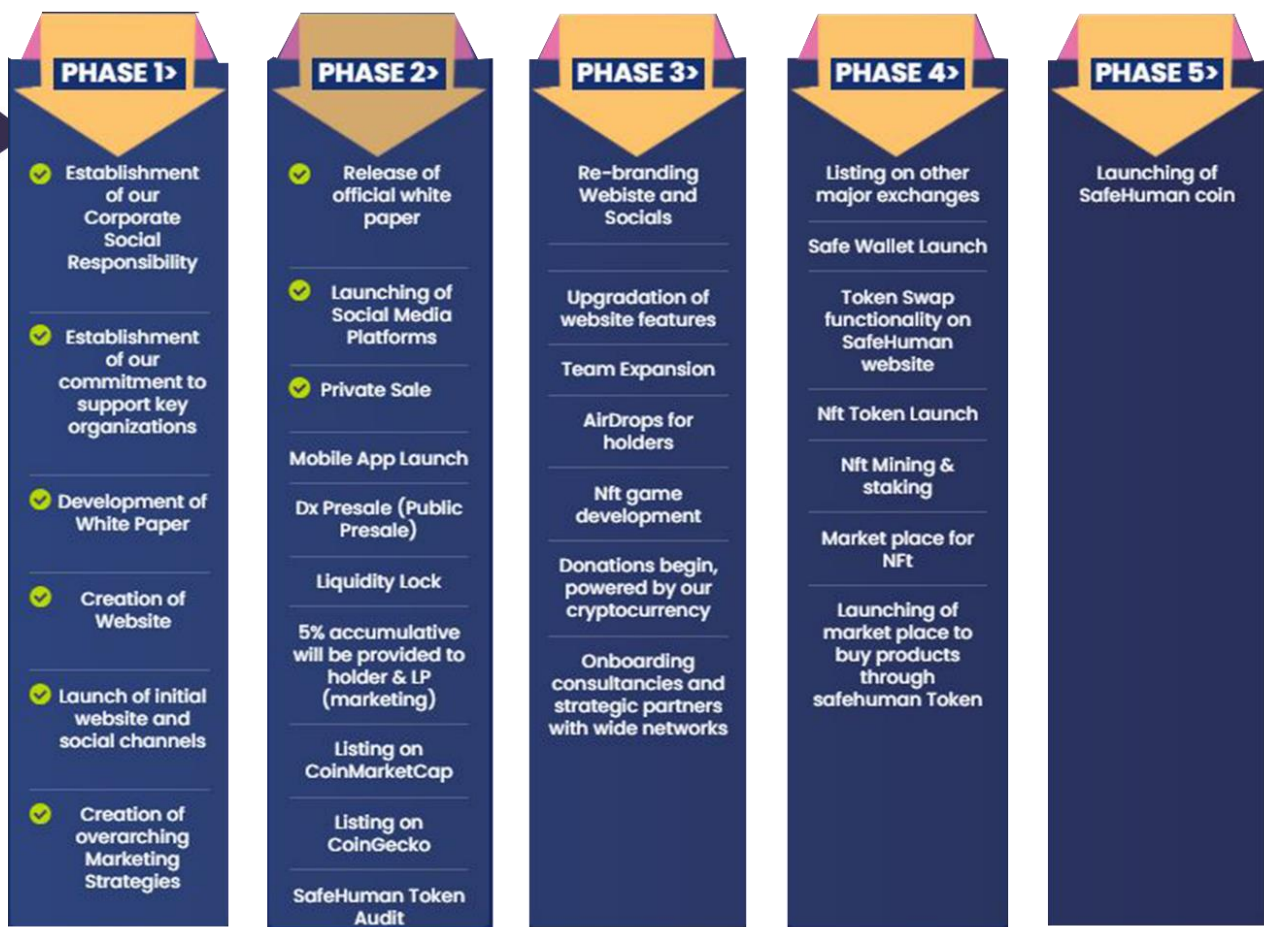 PHASE 1>
Establishment
of our
Corporate
Social
Responsibility
Establishment
of our
commitment to
support key
organizations
Development of
White Paper
Creation of
Website
Launch of initial
website and
social channels
Creation of
overarching
Marketing
Strategies
PHASE 2>
Release of
official white
paper
Launching of
Social Media
Platforms
Private Sale
Mobile App Launch
Dx Presale (Public
Presale)
Liquidity Lock
5% accumulative
will be provided to
holder & LP
(marketing)
Listing on
CoinMarketCap
Listing on
CoinGecko
SafeHuman Token
Audit
PHASE 3>
Re-branding
Webiste and
Socials
Upgradation of
website features
Team Expansion
AirDrops for
holders
Nft game
development
Donations begin,
powered by our
cryptocurrency
Onboarding
consultancies and
strategic partners
with wide networks
PHASE 4>
Listing on other
major exchanges
Safe Wallet Launch
Token Swap
functionality on
SafeHuman
website
Nft Token Launch
Nft Mining &
staking
Market place for
NFt
Launching of
market place to
buy products
through
safehuman Token
PHASE 5>
Launching of
SafeHuman coin